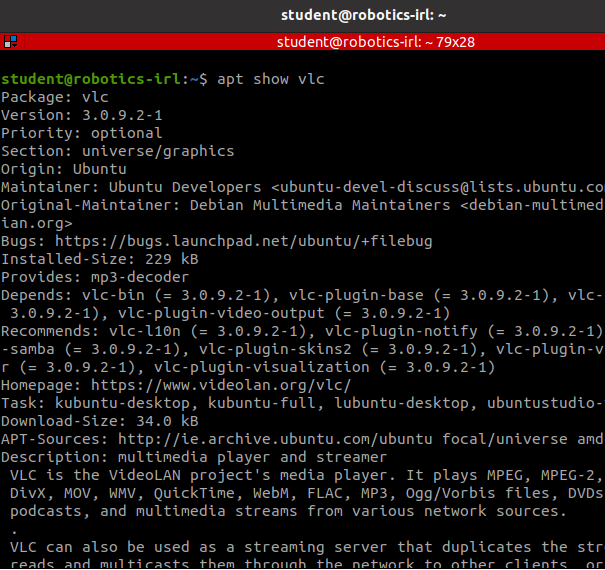 student@robotics-irl: ~
student@robotics-irl: ~ 79x28
student@robotics-irl:~$ apt show vlc
Package: vlc
Version: 3.0.9.2-1
Priority: optional
Section: universe/graphics
Origin: Ubuntu
Maintainer: Ubuntu Developers <ubuntu-devel-discuss@lists.ubuntu.co
Original-Maintainer: Debian Multimedia Maintainers <debian-multimed
ian.org>
Bugs: https://bugs.launchpad.net/ubuntu/+filebug
Installed-Size: 229 kB
Provides: mp3-decoder
Depends: vlc-bin (= 3.0.9.2-1), vlc-plugin-base (= 3.0.9.2-1), vlc-
3.0.9.2-1), vlc-plugin-video-output (= 3.0.9.2-1)
Recommends: vlc-l10n (= 3.0.9.2-1), vlc-plugin-notify (= 3.0.9.2-1)
-samba (= 3.0.9.2-1), vlc-plugin-skins2 (= 3.0.9.2-1), vlc-plugin-v
r (= 3.0.9.2-1), vlc-plugin-visualization (= 3.0.9.2-1)
Homepage: https://www.videolan.org/vlc/
Task: kubuntu-desktop, kubuntu-full, lubuntu-desktop, ubuntustudio-
Download-Size: 34.0 kB
APT-Sources: http://ie.archive.ubuntu.com/ubuntu focal/universe amd
Description: multimedia player and streamer
VLC is the VideoLAN project's media player. It plays MPEG, MPEG-2,
DivX, MOV, WMV, QuickTime, WebM, FLAC, MP3, Ogg/Vorbis files, DVDs
podcasts, and multimedia streams from various network sources.
.
VLC can also be used as a streaming server that duplicates the str
reads and multicasts them through the network to other clients, or